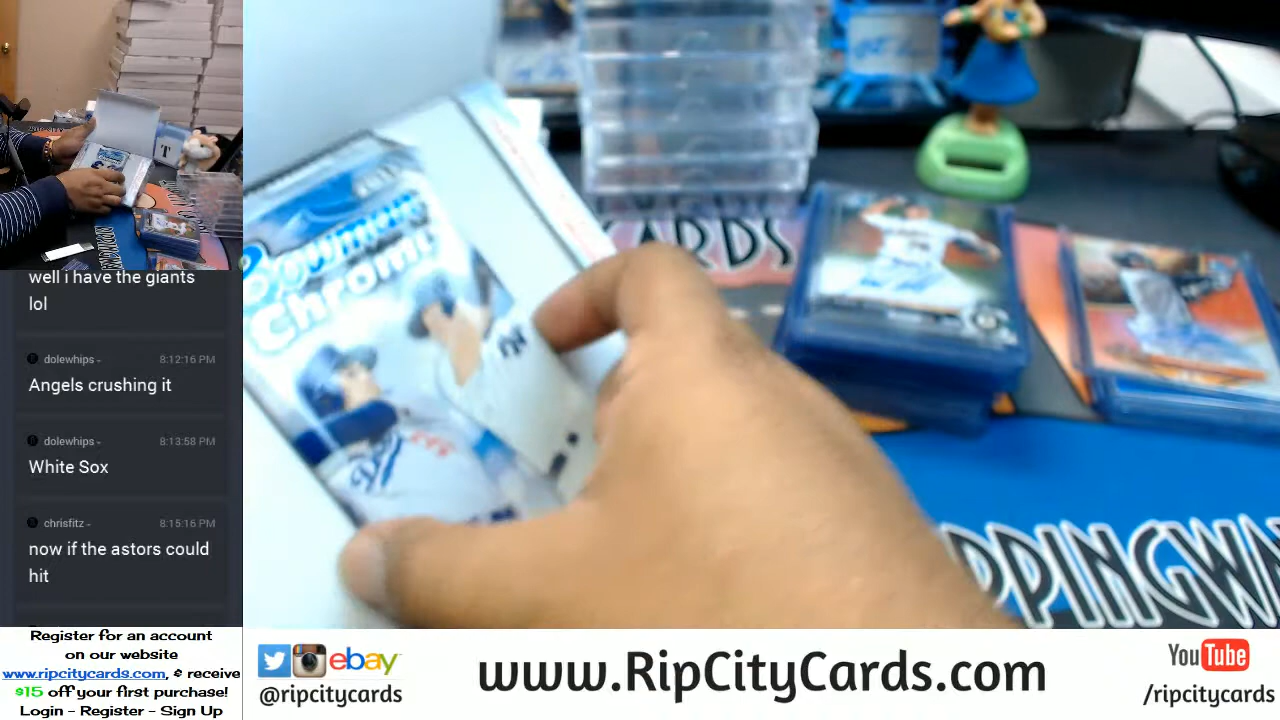 well i have the giants
lol
dolewhips - 8:12:16 PM
Angels crushing it
dolewhips - 8:13:58 PM
White Sox
chrisfitz - 8:15:16 PM
now if the astors could
hit
Register for an account
on our website
www.ripcitycards.com, & receive
$15 off your first purchase!
Login - Register - Sign Up
Bowman
Chrome
CARDS
PPINGWA
ebay
@ripcitycards
www.RipCityCards.com
YouTube
/ripcitycards